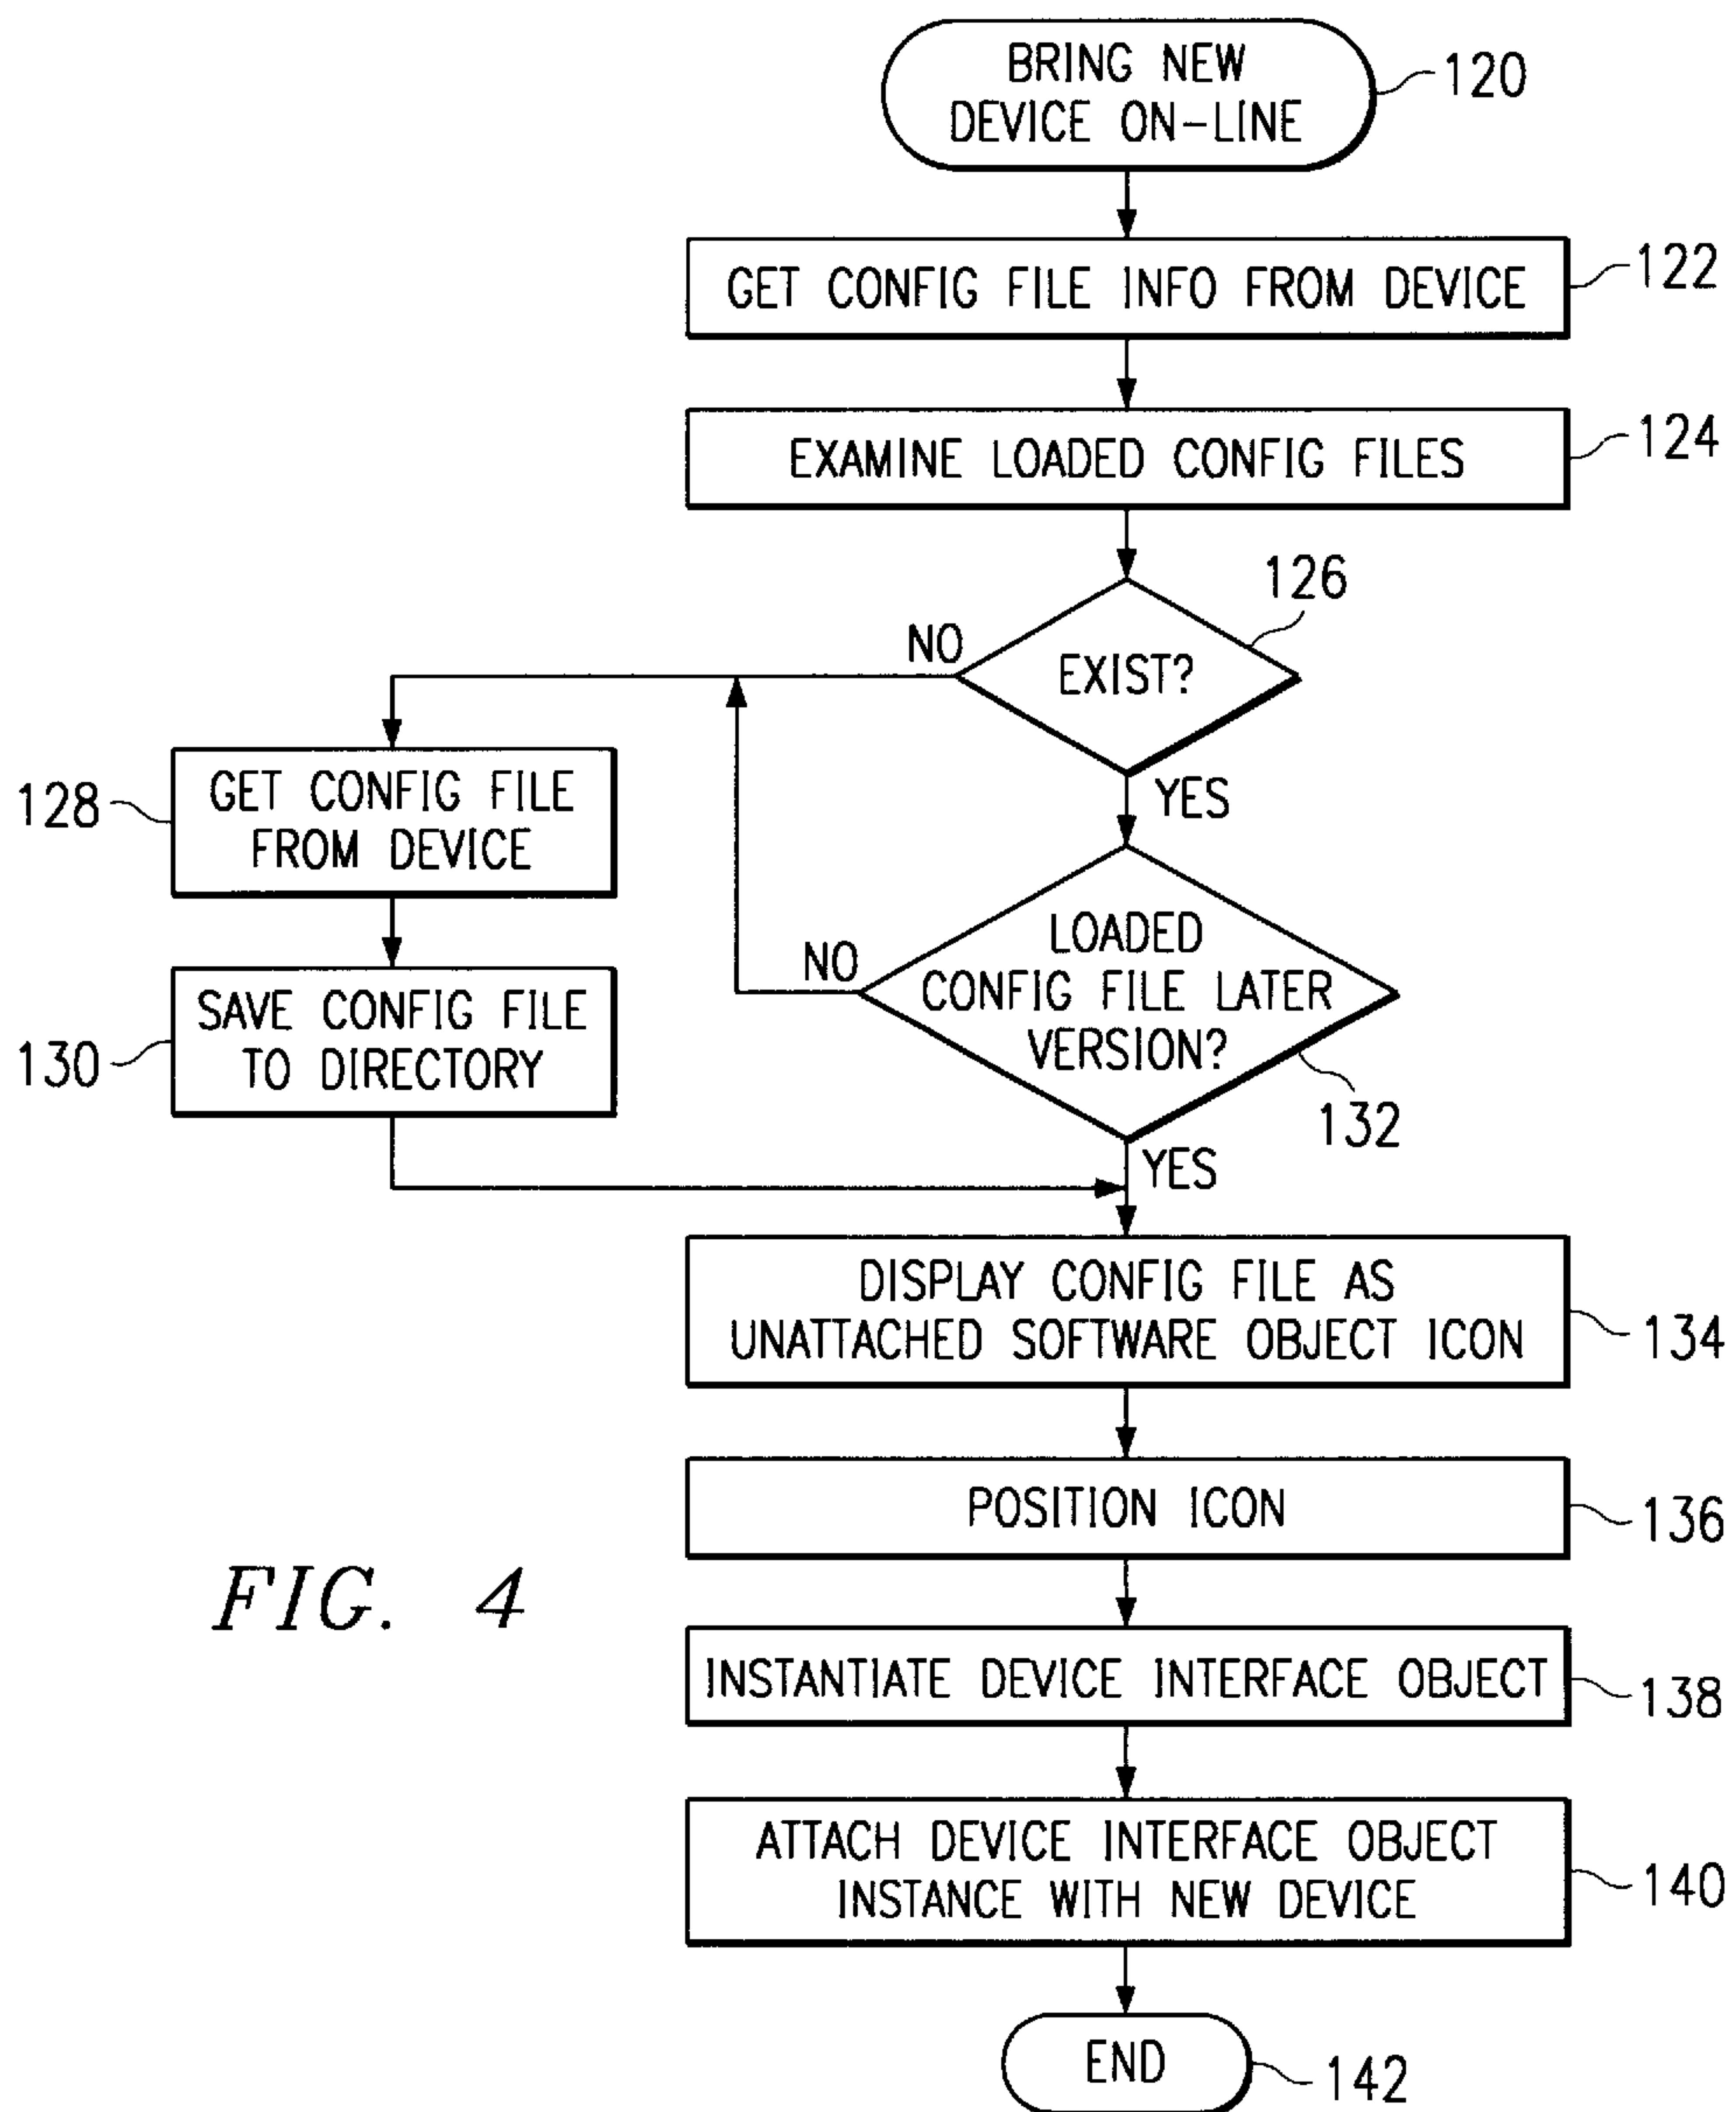 BRING NEW
DEVICE ON-LINE
120
GET CONFIG FILE INFO FROM DEVICE
122
EXAMINE LOADED CONFIG FILES
124
126
NO
EXIST?
YES
128
GET CONFIG FILE
FROM DEVICE
NO
LOADED
CONFIG FILE LATER
VERSION?
132
130
SAVE CONFIG FILE
TO DIRECTORY
YES
DISPLAY CONFIG FILE AS
UNATTACHED SOFTWARE OBJECT ICON
134
POSITION ICON
136
FIG. 4
INSTANTIATE DEVICE INTERFACE OBJECT
138
ATTACH DEVICE INTERFACE OBJECT
INSTANCE WITH NEW DEVICE
140
END
142